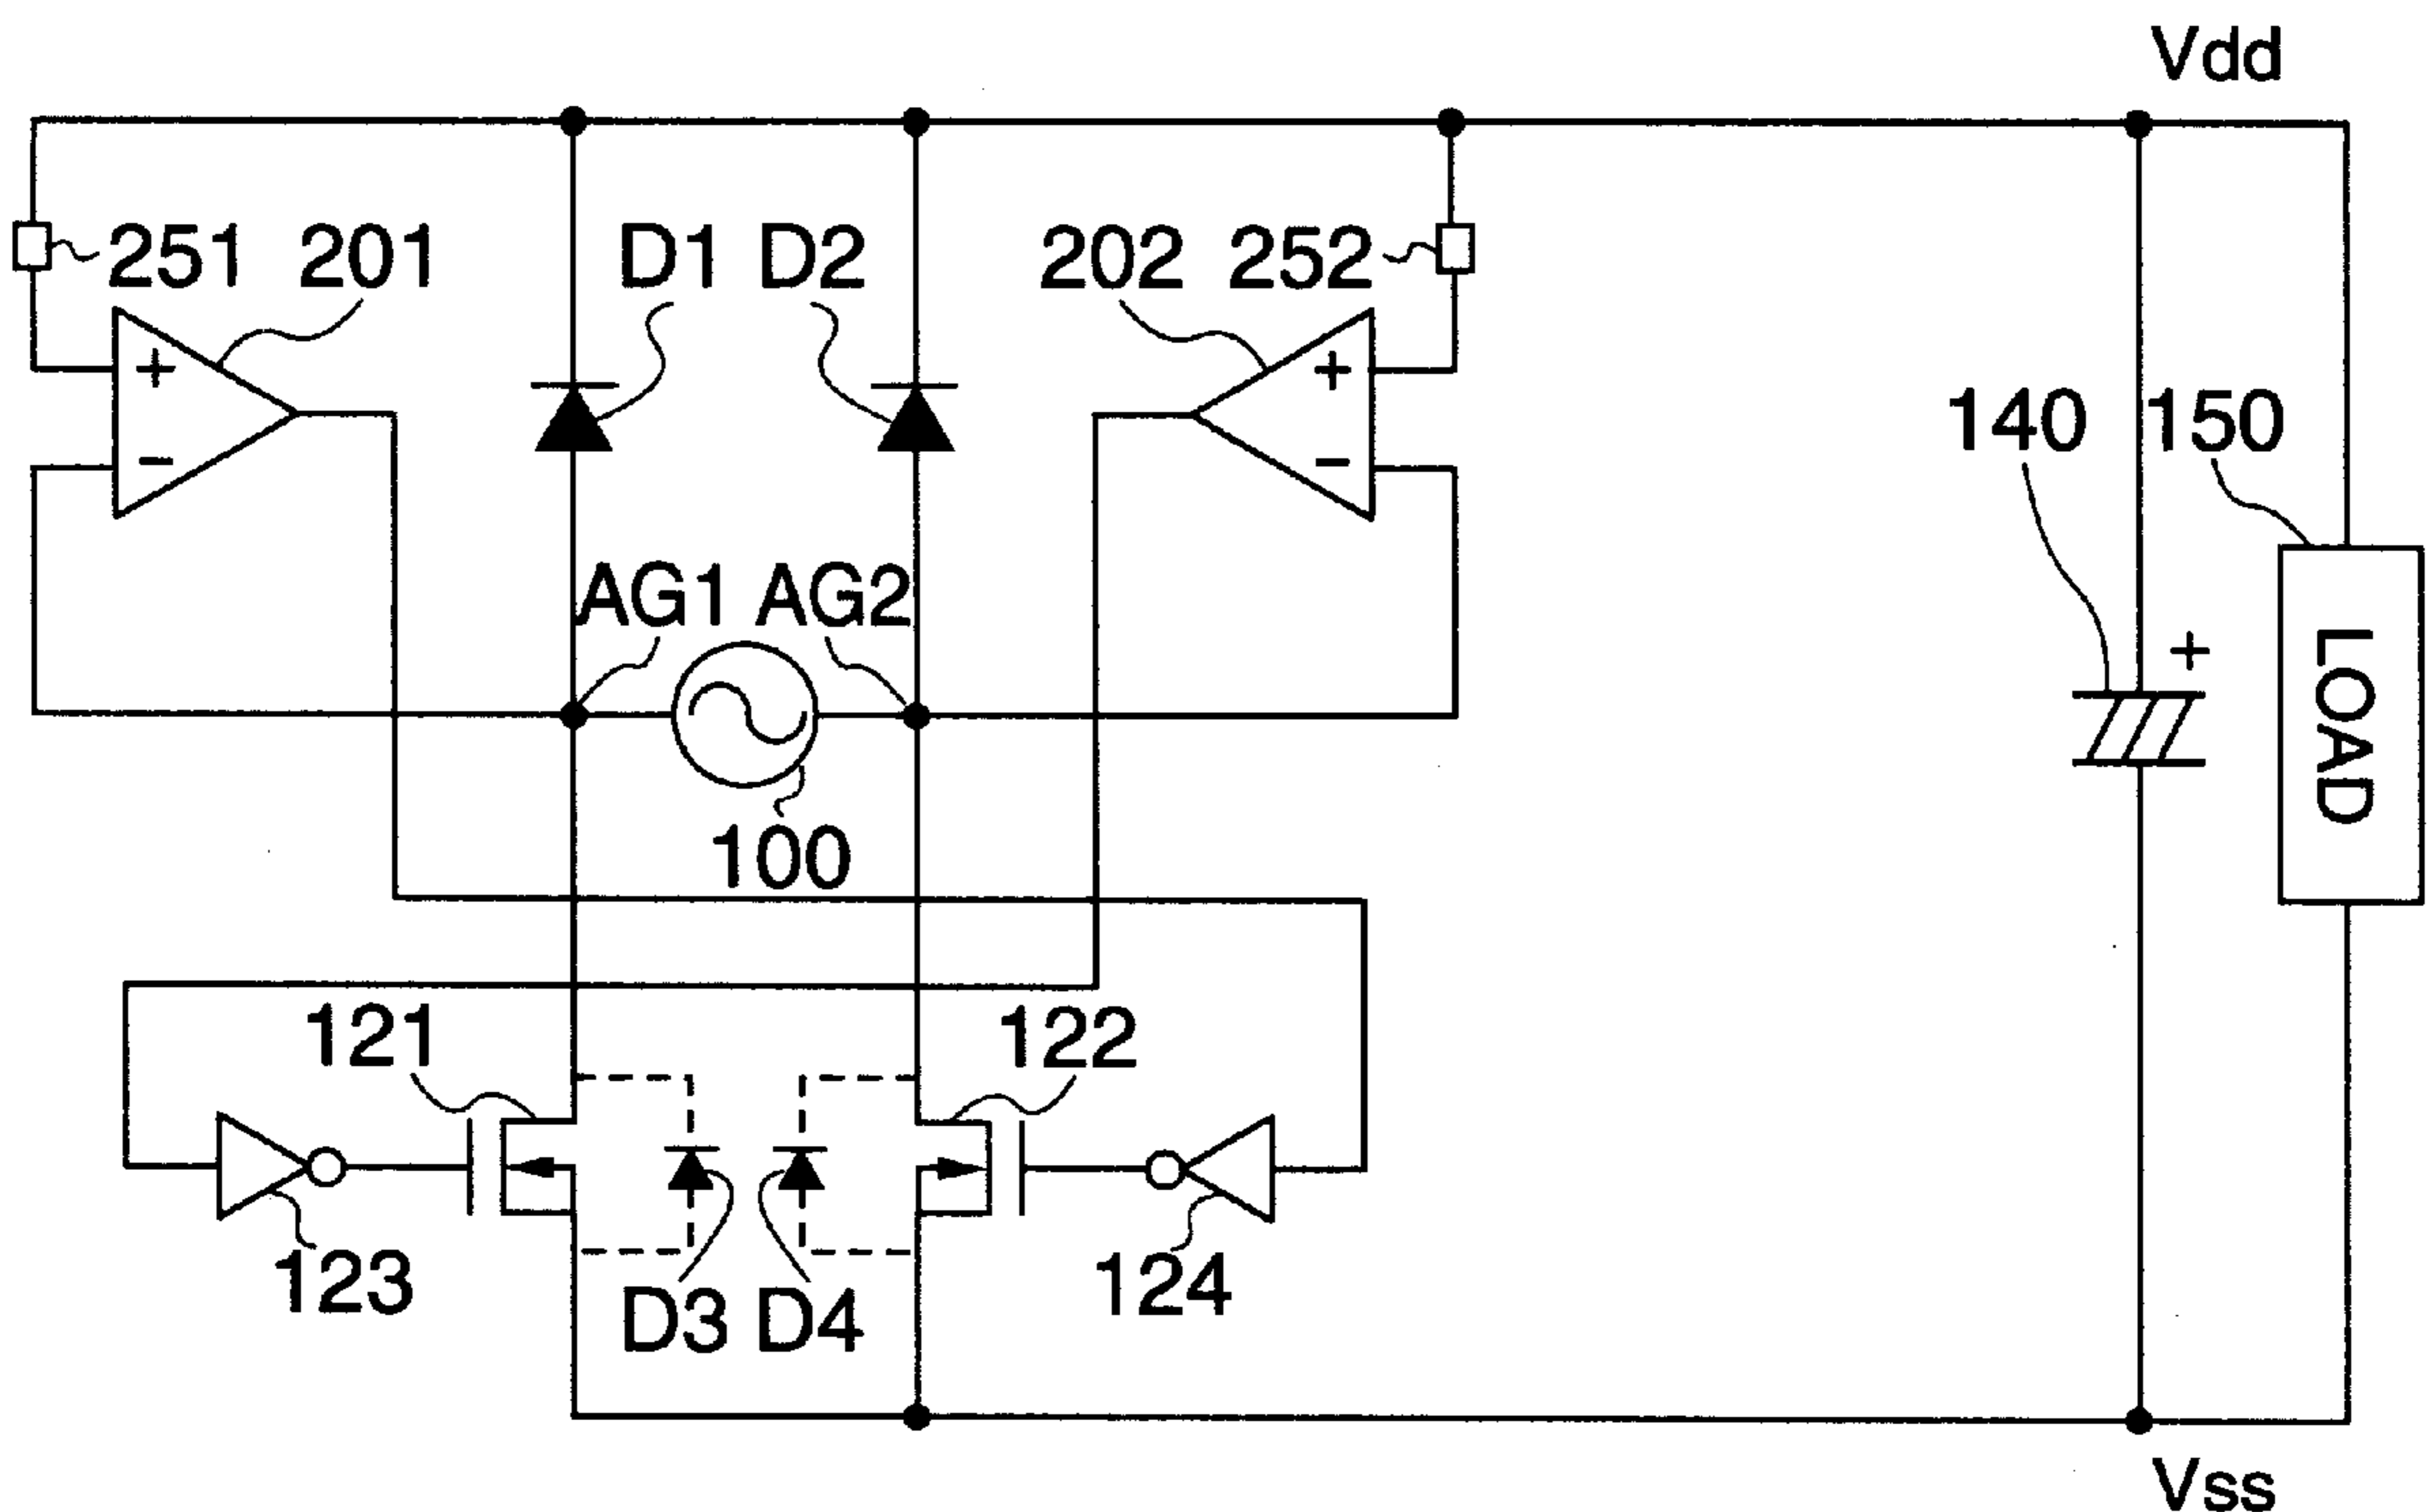 Vdd
251 201 D1 D2 202 252
+ +
- -
140 150
AG1 AG2
+
LOAD
100
121 122
123 D3 D4 124
Vss